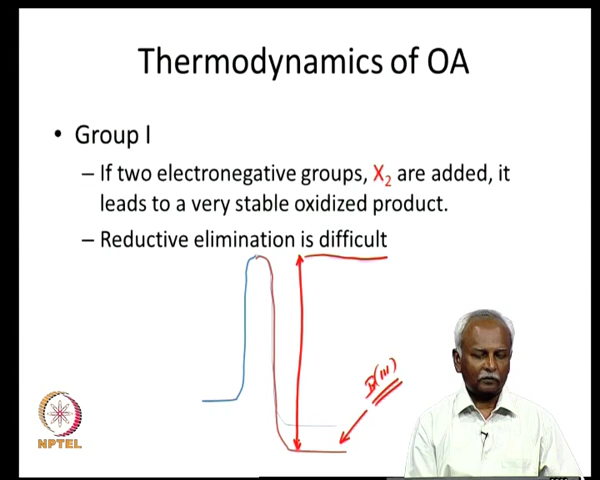 Thermodynamics of OA
• Group I
– If two electronegative groups, X₂ are added, it
leads to a very stable oxidized product.
– Reductive elimination is difficult
(III)
NPTEL